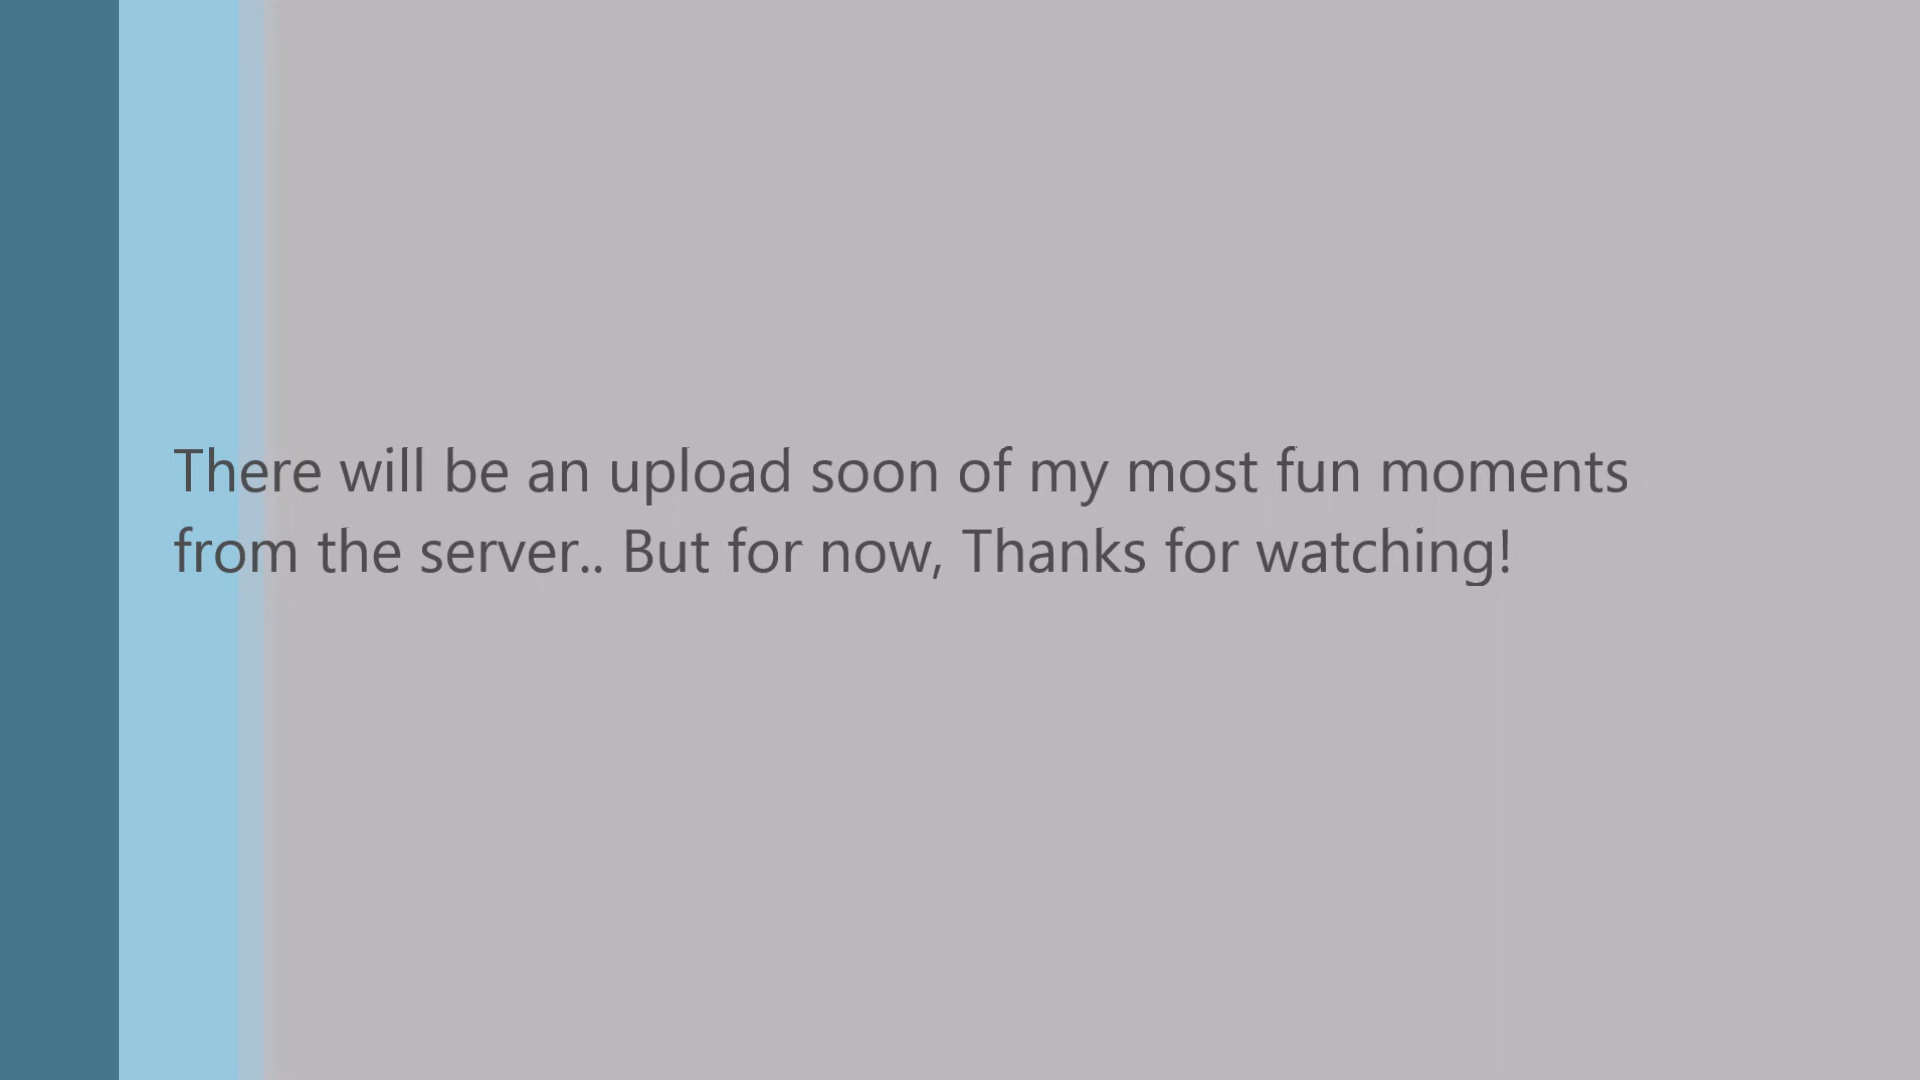 There will be an upload soon of my most fun moments
from the server.. But for now, Thanks for watching!